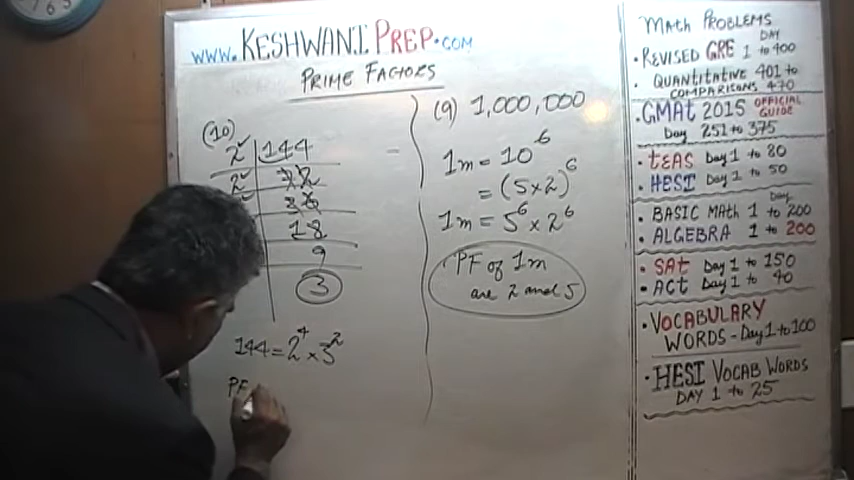 www.KESHWANIPREP.COM
PRIME FACTORS
(10)
2 144
2 72
36
18
9
3
144 = 2^4 × 3^2
PF
(9) 1,000,000
1m = 10^6
= (5×2)^6
1m = 5^6 × 2^6
PF of 1m
are 2 and 5
MATH PROBLEMS
• REVISED GRE DAY 1 to 400
• QUANTITATIVE 401 to
COMPARISONS 470
• GMAt 2015 OFFICIAL GUIDE
Day 251 to 375
• tEAS Day 1 to 80
• HESI Day 1 to 50
Day
• BASIC MAth 1 to 200
• ALGEBRA 1 to 200
• SAt Day 1 to 150
• ACt Day 1 to 40
• VOCABULARY
WORDS - Day 1 to 100
• HESI VOCAB WORDS
DAY 1 to 25